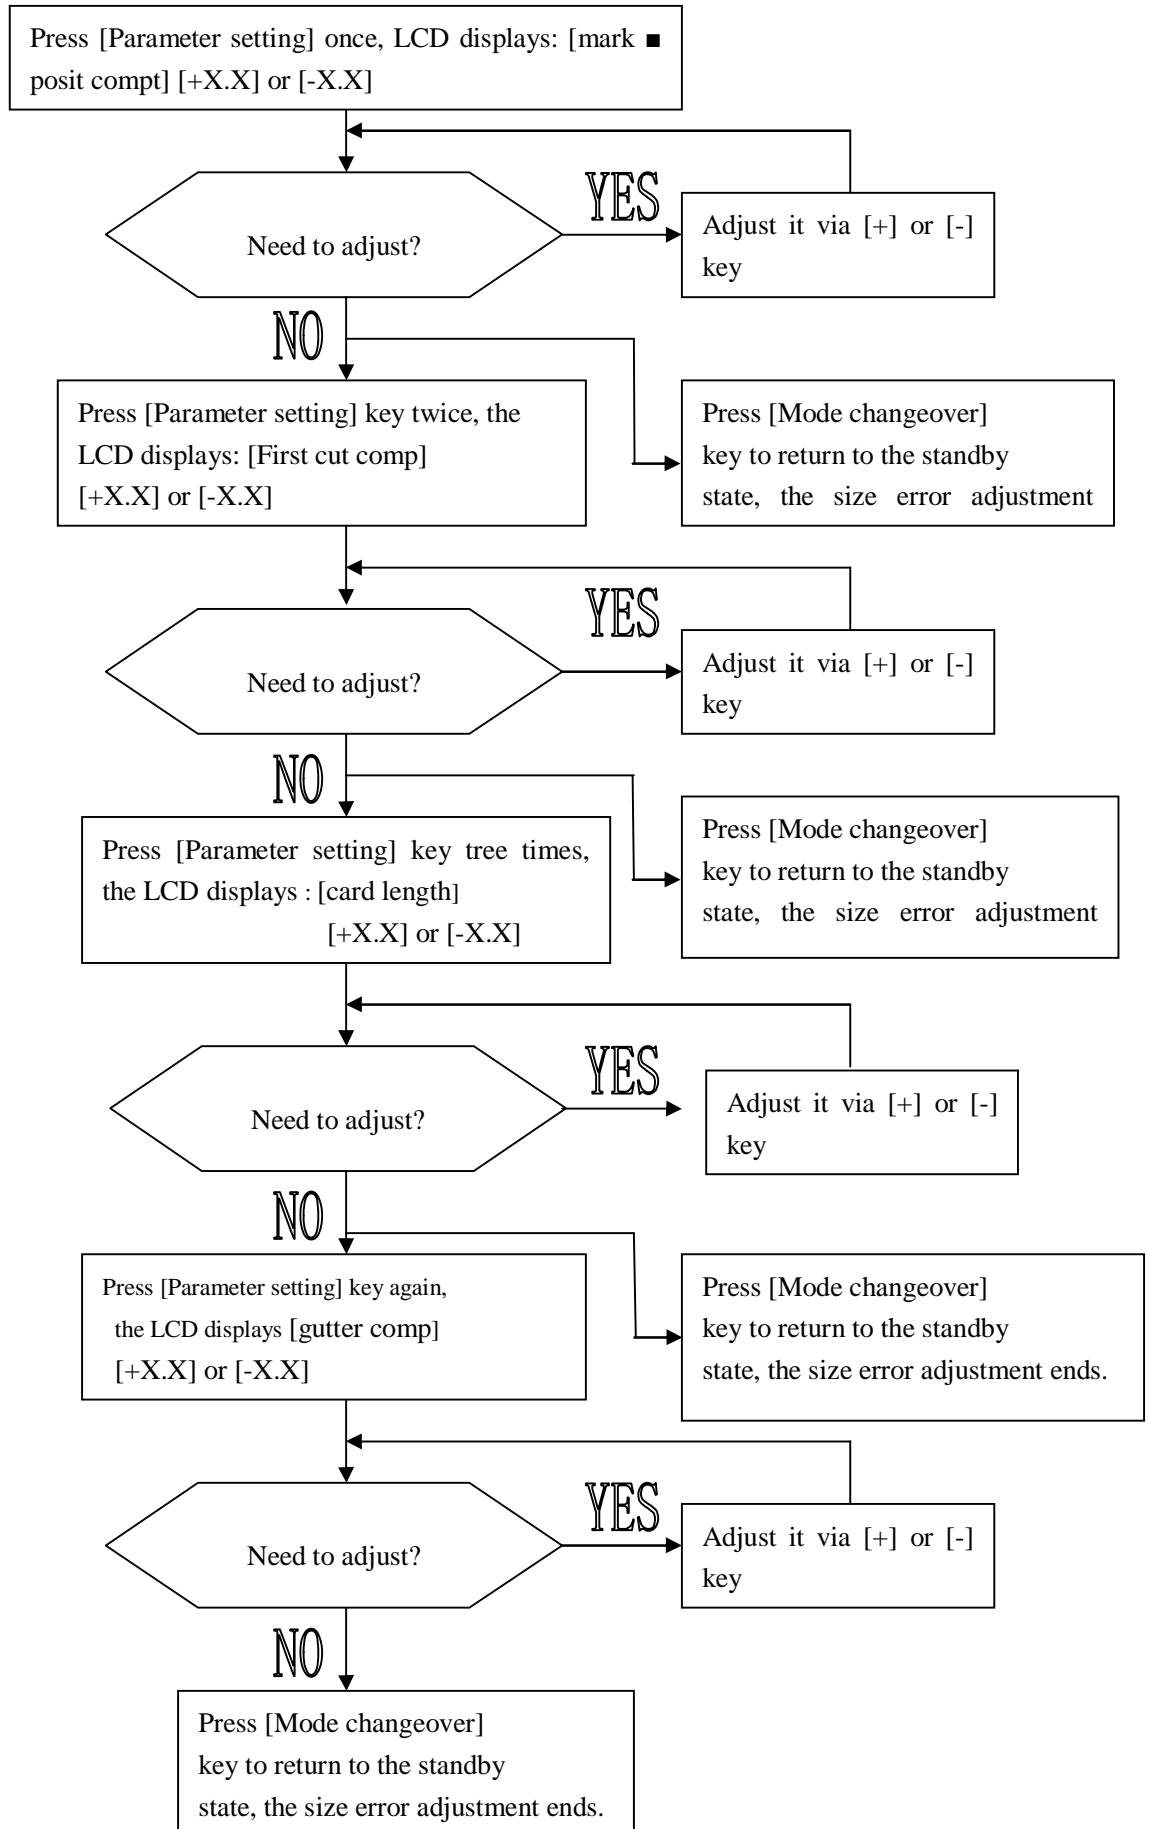 Press [Parameter setting] once, LCD displays: [mark ■
posit compt] [+X.X] or [-X.X]
YES
Need to adjust?
Adjust it via [+] or [-]
key
NO
Press [Parameter setting] key twice, the
LCD displays: [First cut comp]
[+X.X] or [-X.X]
Press [Mode changeover]
key to return to the standby
state, the size error adjustment
YES
Need to adjust?
Adjust it via [+] or [-]
key
NO
Press [Parameter setting] key tree times,
the LCD displays : [card length]
[+X.X] or [-X.X]
Press [Mode changeover]
key to return to the standby
state, the size error adjustment
YES
Need to adjust?
Adjust it via [+] or [-]
key
NO
Press [Parameter setting] key again,
the LCD displays [gutter comp]
[+X.X] or [-X.X]
Press [Mode changeover]
key to return to the standby
state, the size error adjustment ends.
YES
Need to adjust?
Adjust it via [+] or [-]
key
NO
Press [Mode changeover]
key to return to the standby
state, the size error adjustment ends.